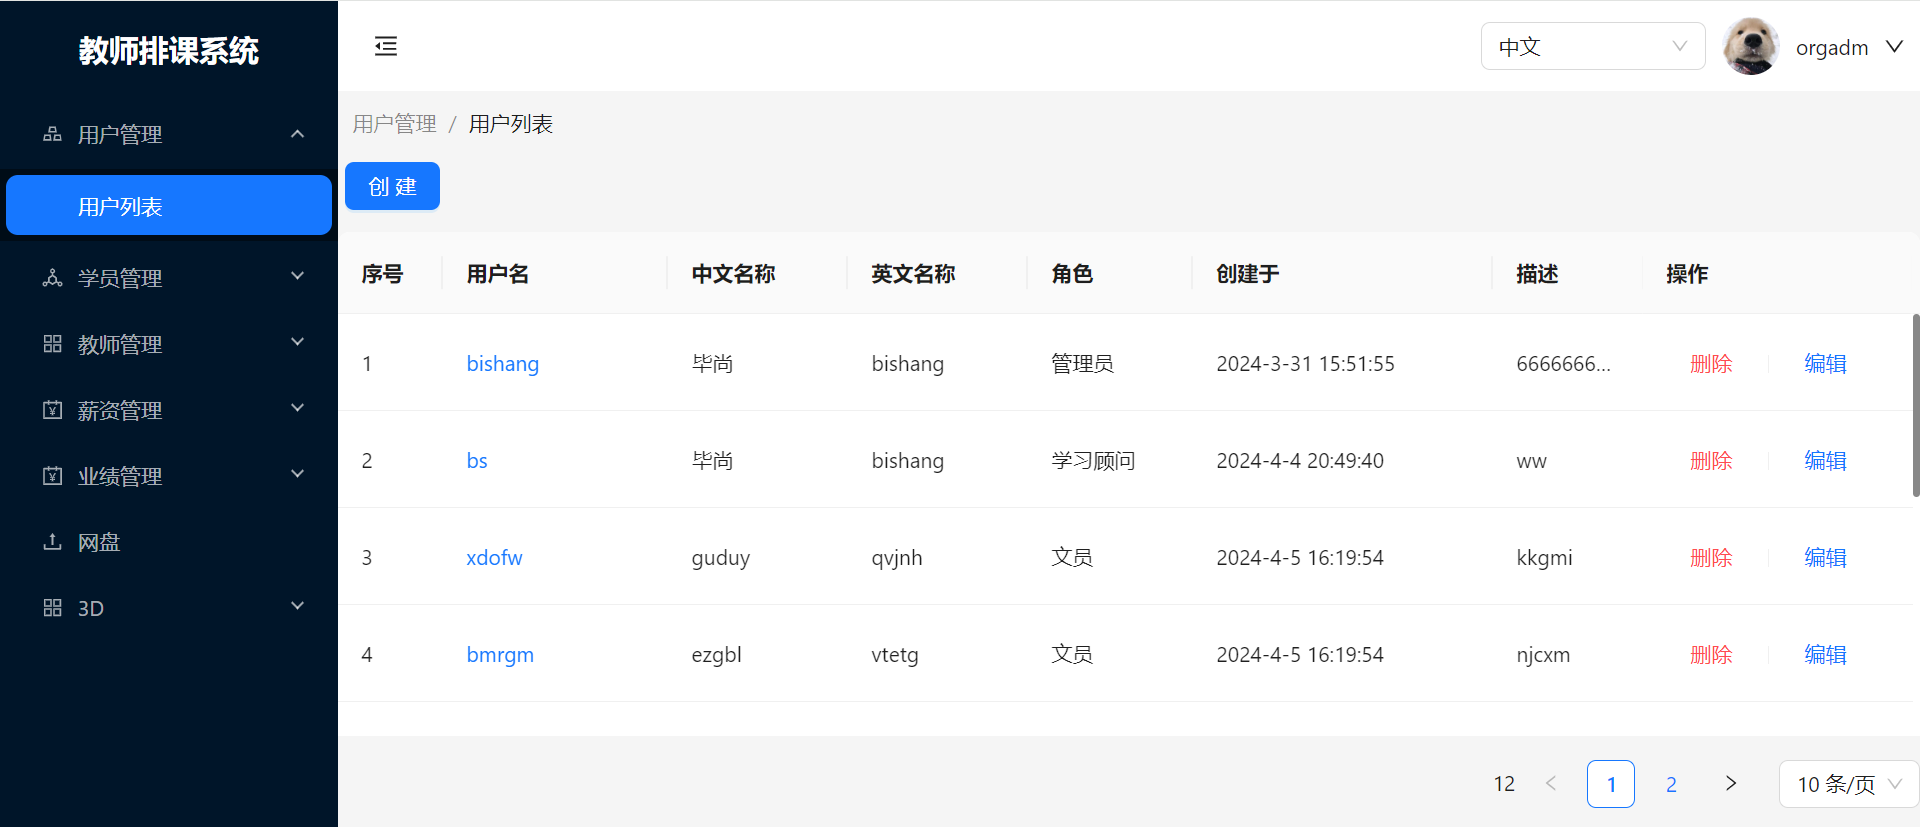 教师排课系统
中文
orgadm
用户管理
用户列表
学员管理
教师管理
薪资管理
业绩管理
网盘
3D
用户管理 / 用户列表
创 建
序号 用户名 中文名称 英文名称 角色 创建于 描述 操作
1 bishang 毕尚 bishang 管理员 2024-3-31 15:51:55 6666666... 删除 编辑
2 bs 毕尚 bishang 学习顾问 2024-4-4 20:49:40 ww 删除 编辑
3 xdofw guduy qvjnh 文员 2024-4-5 16:19:54 kkgmi 删除 编辑
4 bmrgm ezgbl vtetg 文员 2024-4-5 16:19:54 njcxm 删除 编辑
12 < 1 2 > 10 条/页